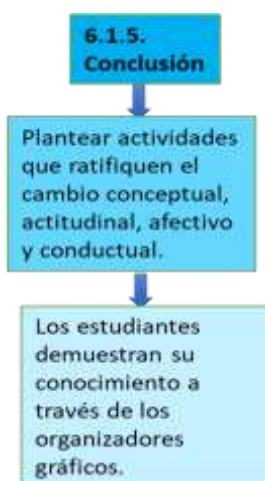 6.1.5.
Conclusión
Plantear actividades
que ratifiquen el
cambio conceptual,
actitudinal, afectivo
y conductual.
Los estudiantes
demuestran su
conocimiento a
través de los
organizadores
gráficos.